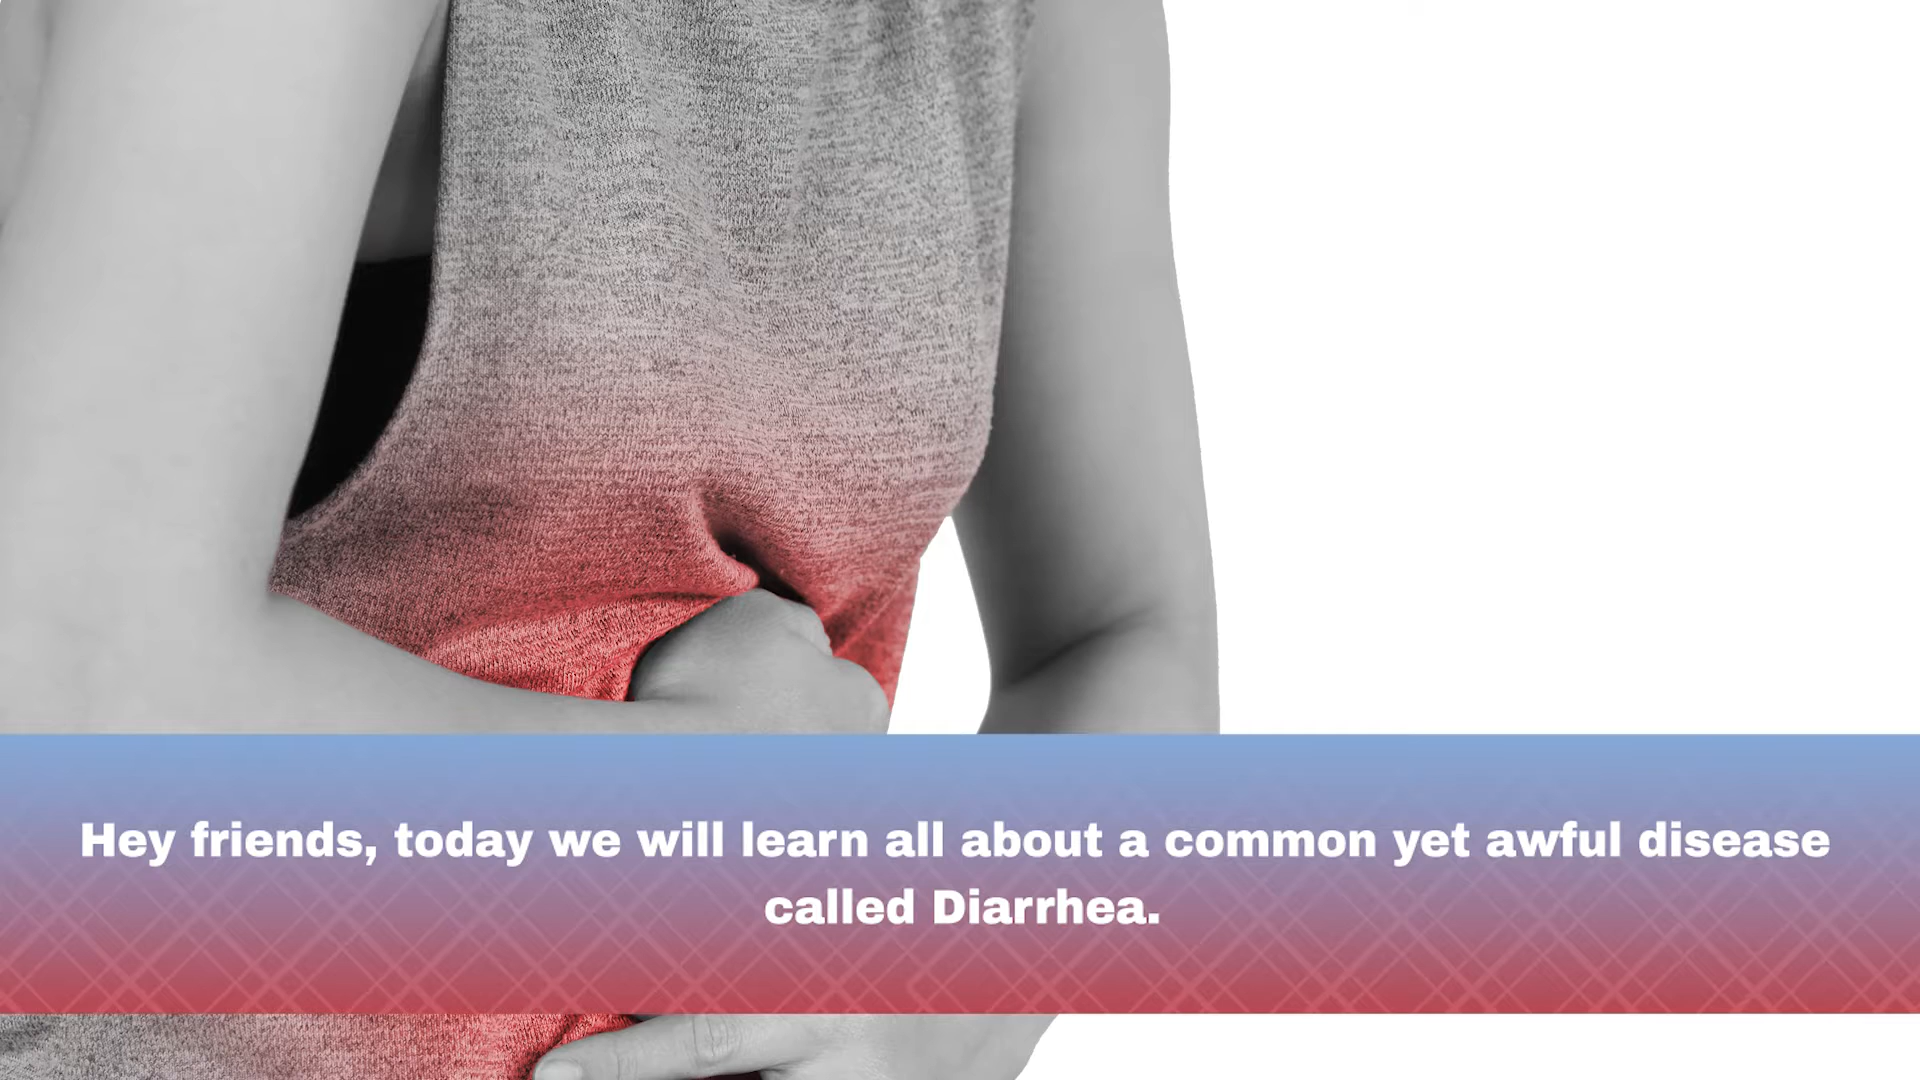 Hey friends, today we will learn all about a common yet awful disease
called Diarrhea.